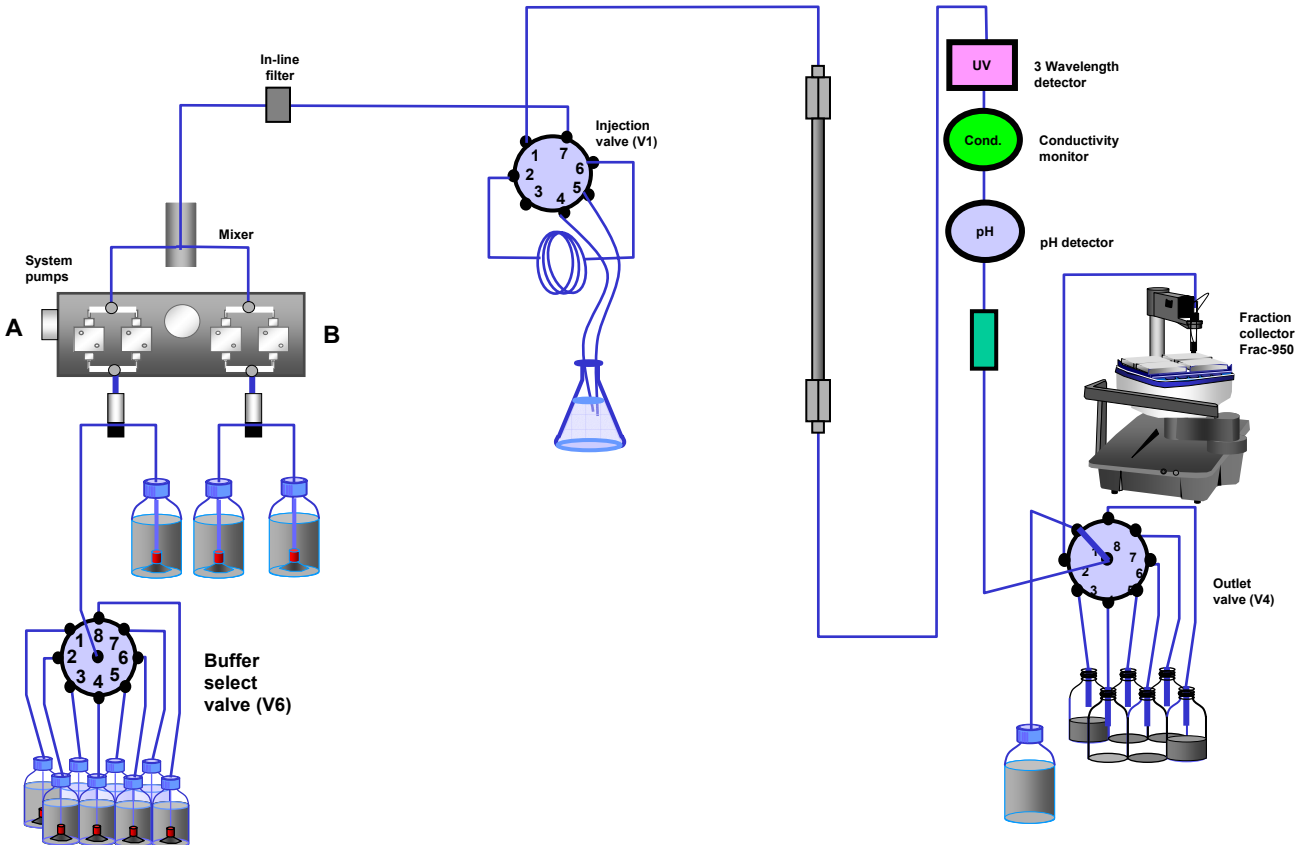 In-line
filter
Injection
valve (V1)
1
7
2
6
3
5
4
UV
3 Wavelength
detector
Cond.
Conductivity
monitor
pH
pH detector
Mixer
System
pumps
A
B
Fraction
collector
Frac-950
1
8
7
2
6
3
5
Outlet
valve (V4)
8
1
7
2
6
3
5
4
Buffer
select
valve (V6)